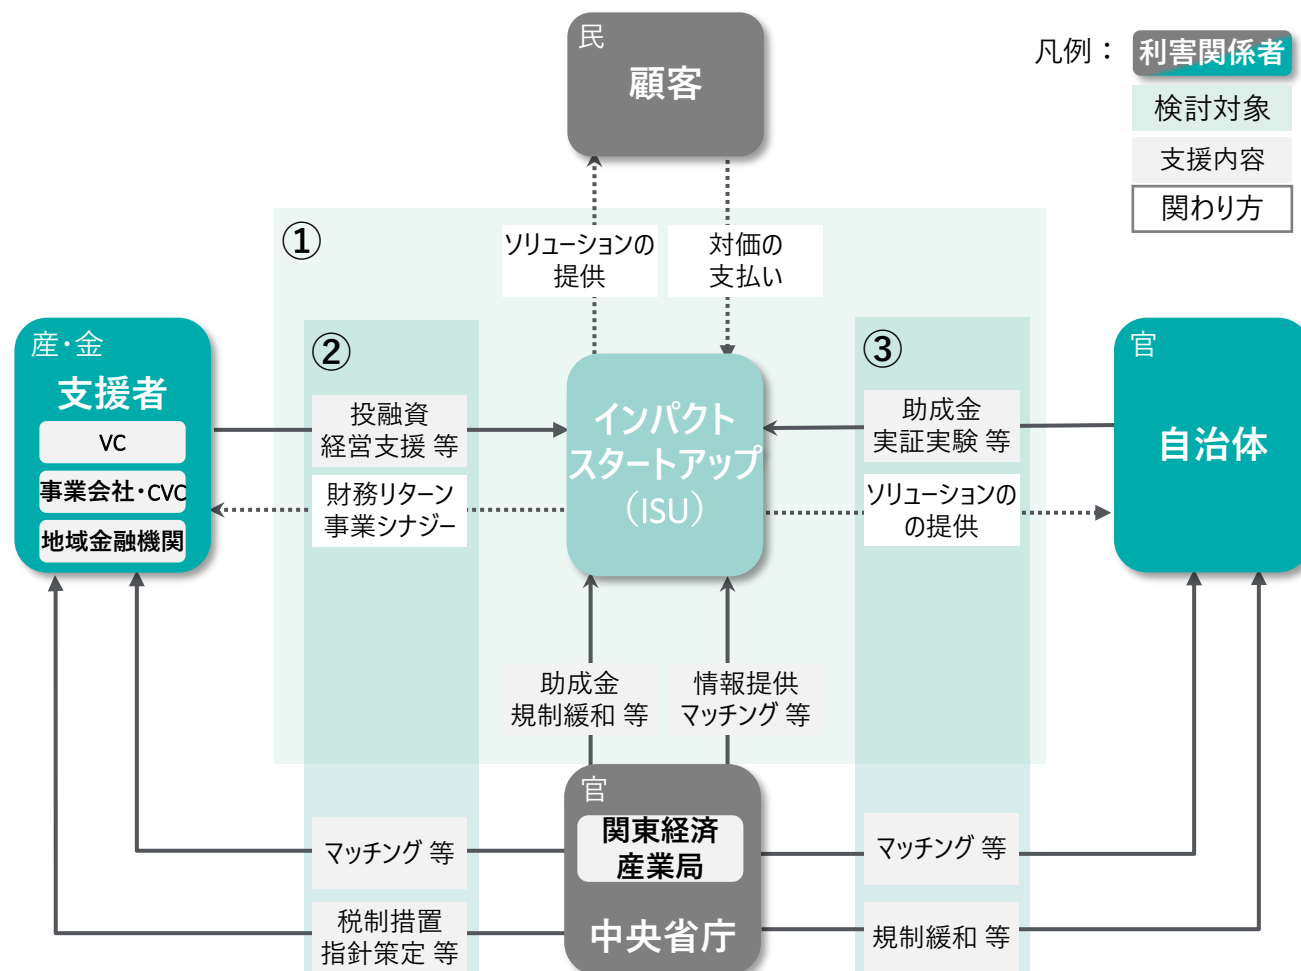 民
顧客
凡例：
利害関係者
検討対象
支援内容
関わり方
①
ソリューションの
提供
対価の
支払い
産・金
支援者
VC
事業会社・CVC
地域金融機関
②
投融資
経営支援 等
財務リターン
事業シナジー
インパクト
スタートアップ
（ISU）
③
助成金
実証実験 等
ソリューションの
の提供
官
自治体
助成金
規制緩和 等
情報提供
マッチング 等
官
関東経済
産業局
中央省庁
マッチング 等
税制措置
指針策定 等
マッチング 等
規制緩和 等